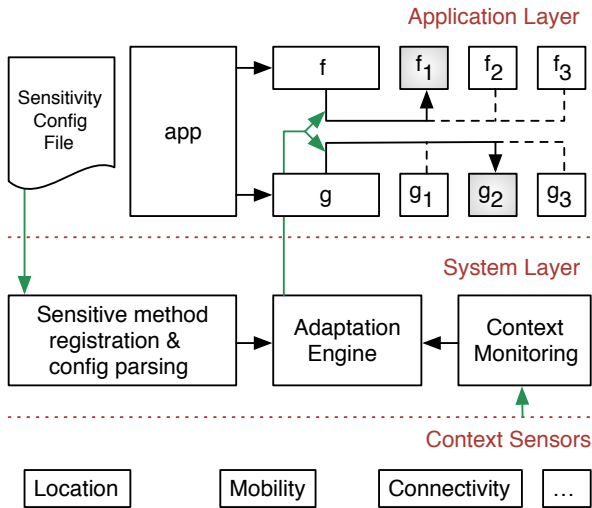 Application Layer
Sensitivity
Config
File
app
f
f1
f2
f3
g
g1
g2
g3
System Layer
Sensitive method
registration &
config parsing
Adaptation
Engine
Context
Monitoring
Context Sensors
Location
Mobility
Connectivity
...